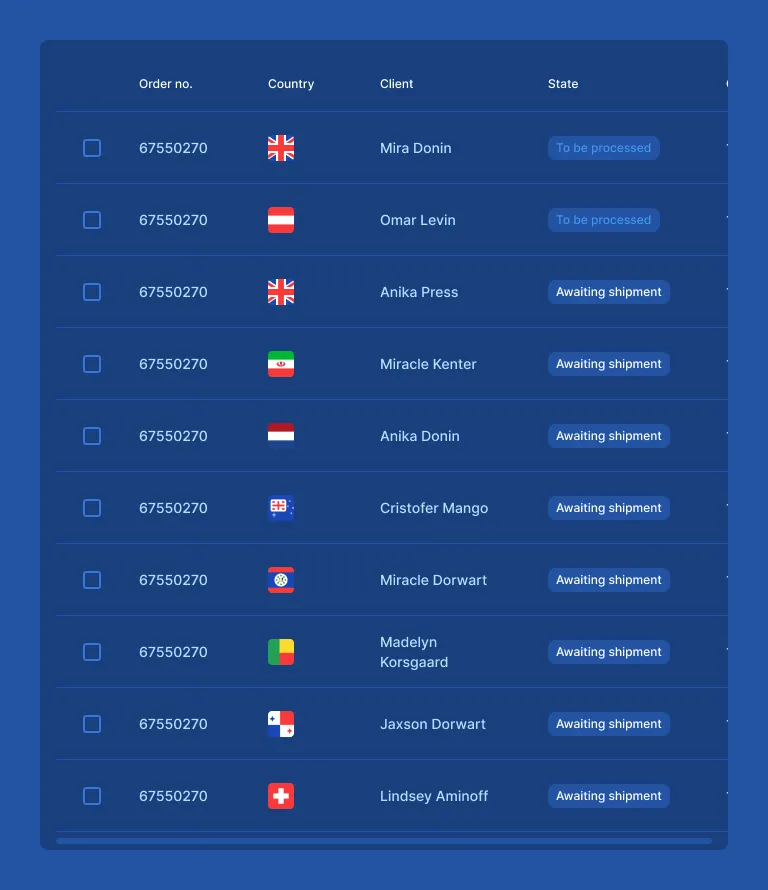 Order no. Country Client State
67550270 Mira Donin To be processed
67550270 Omar Levin To be processed
67550270 Anika Press Awaiting shipment
67550270 Miracle Kenter Awaiting shipment
67550270 Anika Donin Awaiting shipment
67550270 Cristofer Mango Awaiting shipment
67550270 Miracle Dorwart Awaiting shipment
67550270 Madelyn Awaiting shipment
Korsgaard
67550270 Jaxson Dorwart Awaiting shipment
67550270 Lindsey Aminoff Awaiting shipment